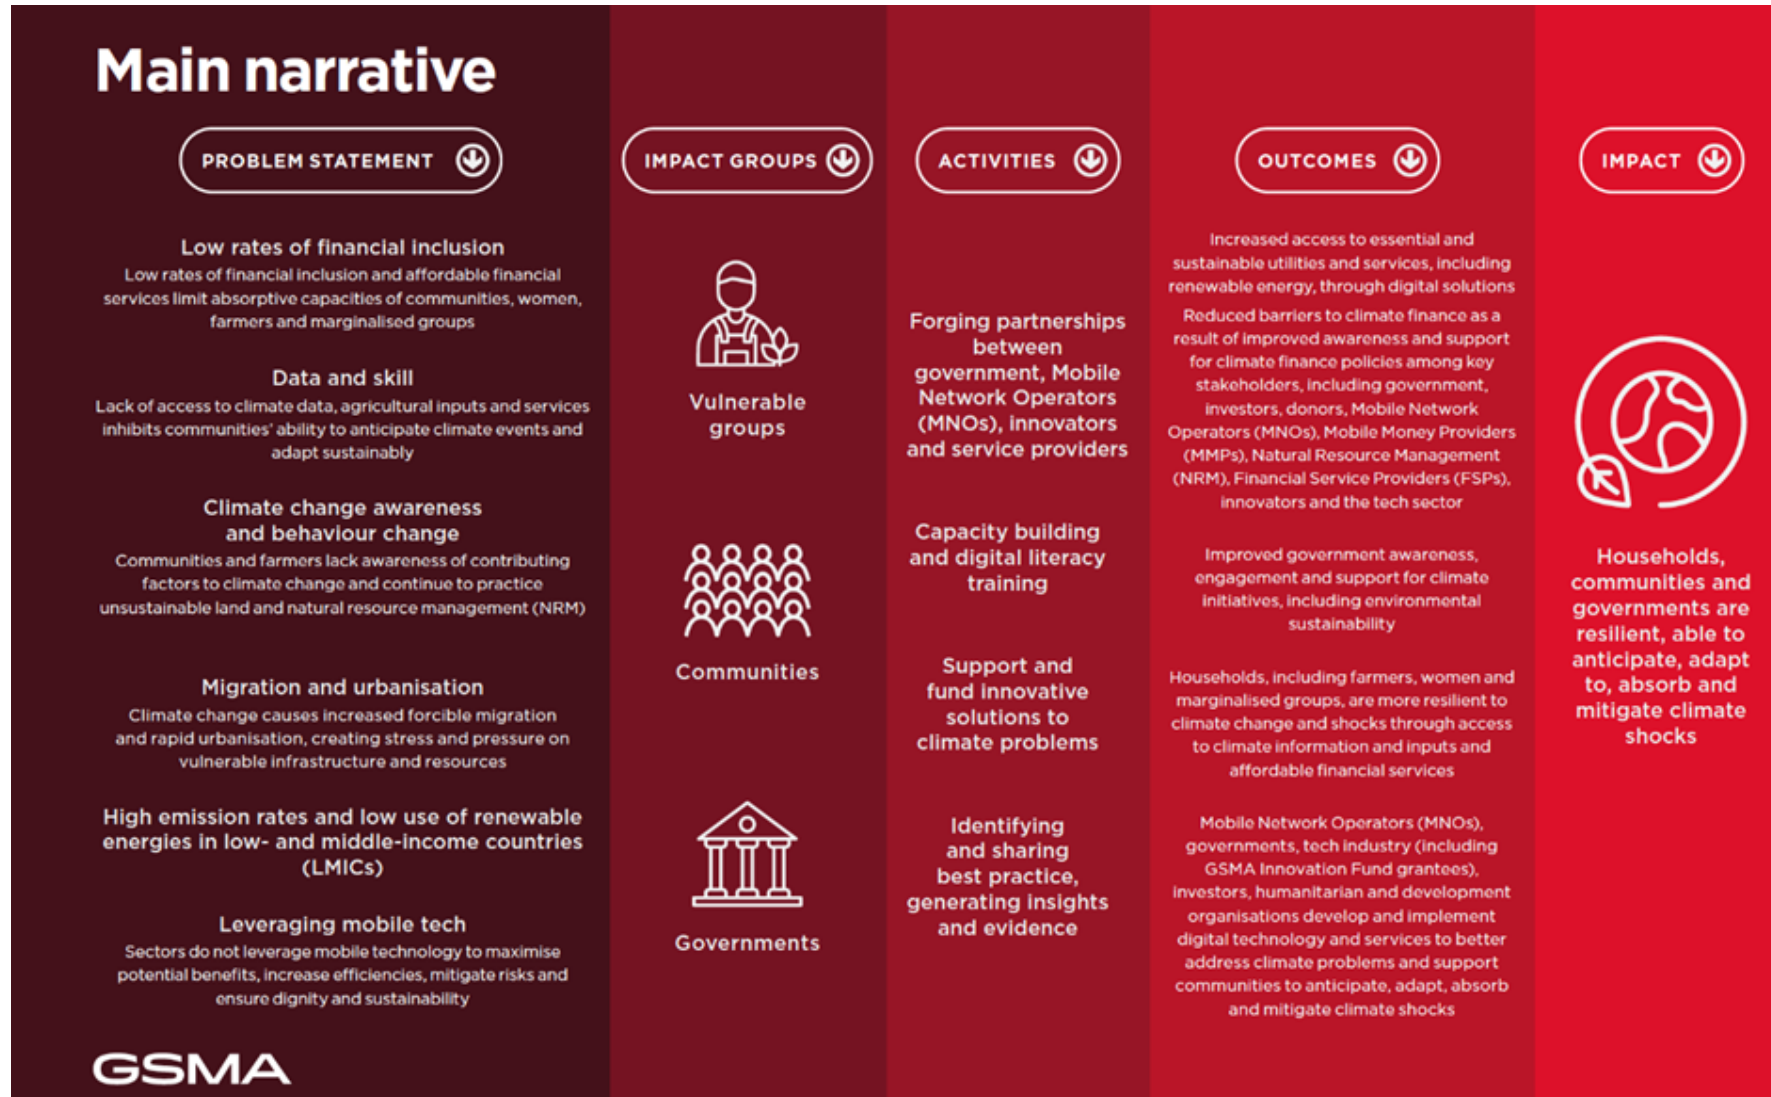 Main narrative
PROBLEM STATEMENT
Low rates of financial inclusion
Low rates of financial inclusion and affordable financial
services limit absorptive capacities of communities, women,
farmers and marginalised groups
Data and skill
Lack of access to climate data, agricultural inputs and services
inhibits communities' ability to anticipate climate events and
adapt sustainably
Climate change awareness
and behaviour change
Communities and farmers lack awareness of contributing
factors to climate change and continue to practice
unsustainable land and natural resource management (NRM)
Migration and urbanisation
Climate change causes increased forcible migration
and rapid urbanisation, creating stress and pressure on
vulnerable infrastructure and resources
High emission rates and low use of renewable
energies in low- and middle-income countries
(LMICs)
Leveraging mobile tech
Sectors do not leverage mobile technology to maximise
potential benefits, increase efficiencies, mitigate risks and
ensure dignity and sustainability
GSMA
IMPACT GROUPS
Vulnerable
groups
Communities
Governments
ACTIVITIES
Forging partnerships
between
government, Mobile
Network Operators
(MNOs), innovators
and service providers
Capacity building
and digital literacy
training
Support and
fund innovative
solutions to
climate problems
Identifying
and sharing
best practice,
generating insights
and evidence
OUTCOMES
Increased access to essential and
sustainable utilities and services, including
renewable energy, through digital solutions
Reduced barriers to climate finance as a
result of improved awareness and support
for climate finance policies among key
stakeholders, including government,
investors, donors, Mobile Network
Operators (MNOs), Mobile Money Providers
(MMPs), Natural Resource Management
(NRM), Financial Service Providers (FSPs),
innovators and the tech sector
Improved government awareness,
engagement and support for climate
initiatives, including environmental
sustainability
Households, including farmers, women and
marginalised groups, are more resilient to
climate change and shocks through access
to climate information and inputs and
affordable financial services
Mobile Network Operators (MNOs),
governments, tech industry (including
GSMA Innovation Fund grantees),
investors, humanitarian and development
organisations develop and implement
digital technology and services to better
address climate problems and support
communities to anticipate, adapt, absorb
and mitigate climate shocks
IMPACT
Households,
communities and
governments are
resilient, able to
anticipate, adapt
to, absorb and
mitigate climate
shocks